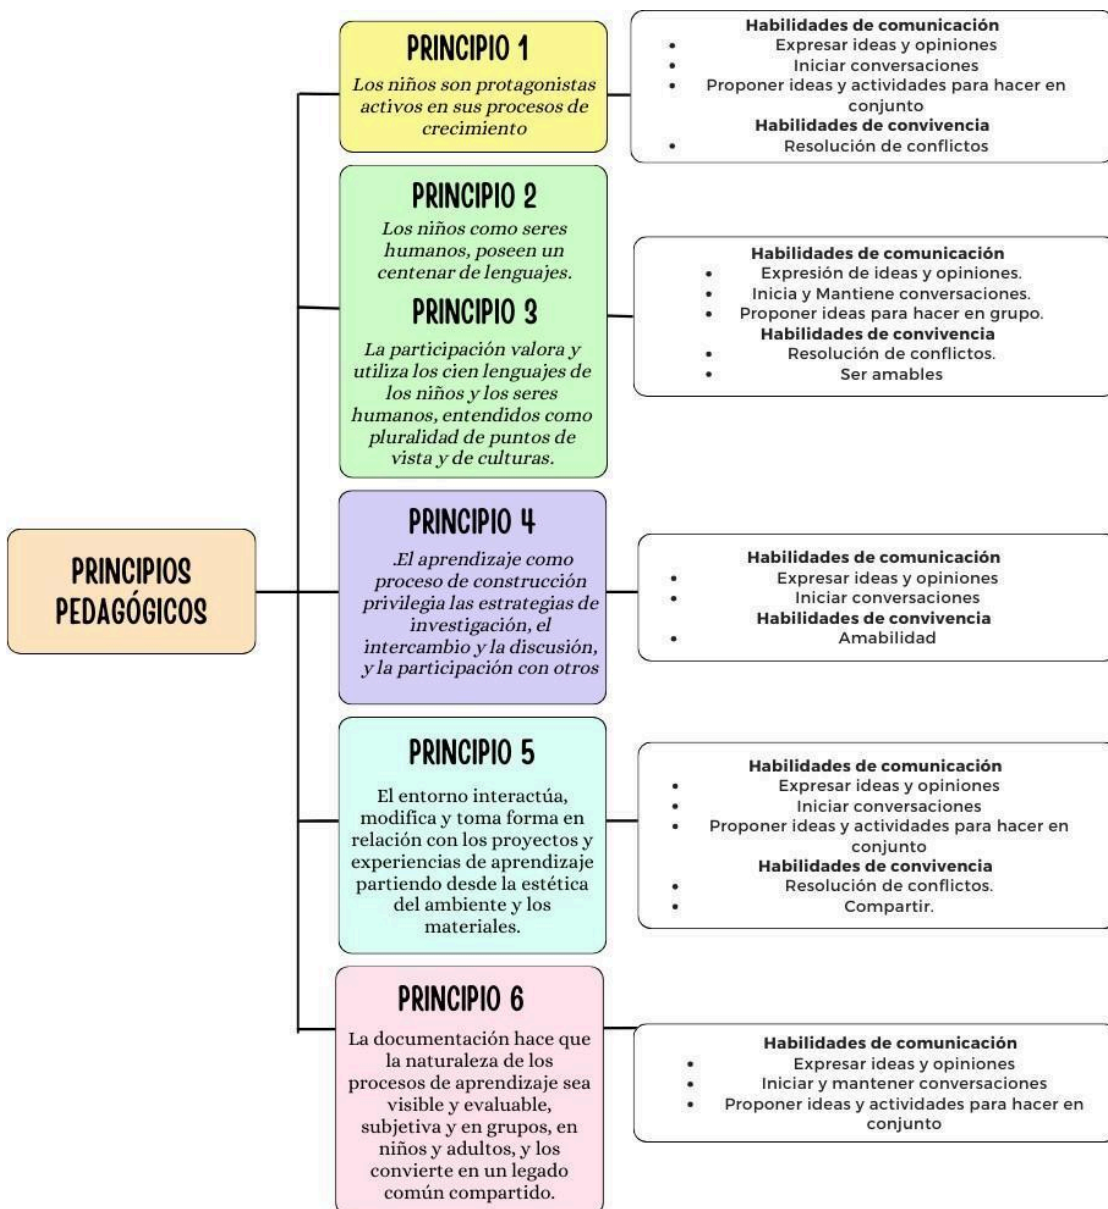 PRINCIPIOS
PEDAGÓGICOS
PRINCIPIO 1
Los niños son protagonistas
activos en sus procesos de
crecimiento
Habilidades de comunicación
• Expresar ideas y opiniones
• Iniciar conversaciones
• Proponer ideas y actividades para hacer en
conjunto
Habilidades de convivencia
• Resolución de conflictos
PRINCIPIO 2
Los niños como seres
humanos, poseen un
centenar de lenguajes.
PRINCIPIO 3
La participación valora y
utiliza los cien lenguajes de
los niños y los seres
humanos, entendidos como
pluralidad de puntos de
vista y de culturas.
Habilidades de comunicación
• Expresión de ideas y opiniones.
• Inicia y Mantiene conversaciones.
• Proponer ideas para hacer en grupo.
Habilidades de convivencia
• Resolución de conflictos.
• Ser amables
PRINCIPIO 4
.El aprendizaje como
proceso de construcción
privilegia las estrategias de
investigación, el
intercambio y la discusión,
y la participación con otros
Habilidades de comunicación
• Expresar ideas y opiniones
• Iniciar conversaciones
Habilidades de convivencia
• Amabilidad
PRINCIPIO 5
El entorno interactúa,
modifica y toma forma en
relación con los proyectos y
experiencias de aprendizaje
partiendo desde la estética
del ambiente y los
materiales.
Habilidades de comunicación
• Expresar ideas y opiniones
• Iniciar conversaciones
• Proponer ideas y actividades para hacer en
conjunto
Habilidades de convivencia
• Resolución de conflictos.
• Compartir.
PRINCIPIO 6
La documentación hace que
la naturaleza de los
procesos de aprendizaje sea
visible y evaluable,
subjetiva y en grupos, en
niños y adultos, y los
convierte en un legado
común compartido.
Habilidades de comunicación
• Expresar ideas y opiniones
• Iniciar y mantener conversaciones
• Proponer ideas y actividades para hacer en
conjunto